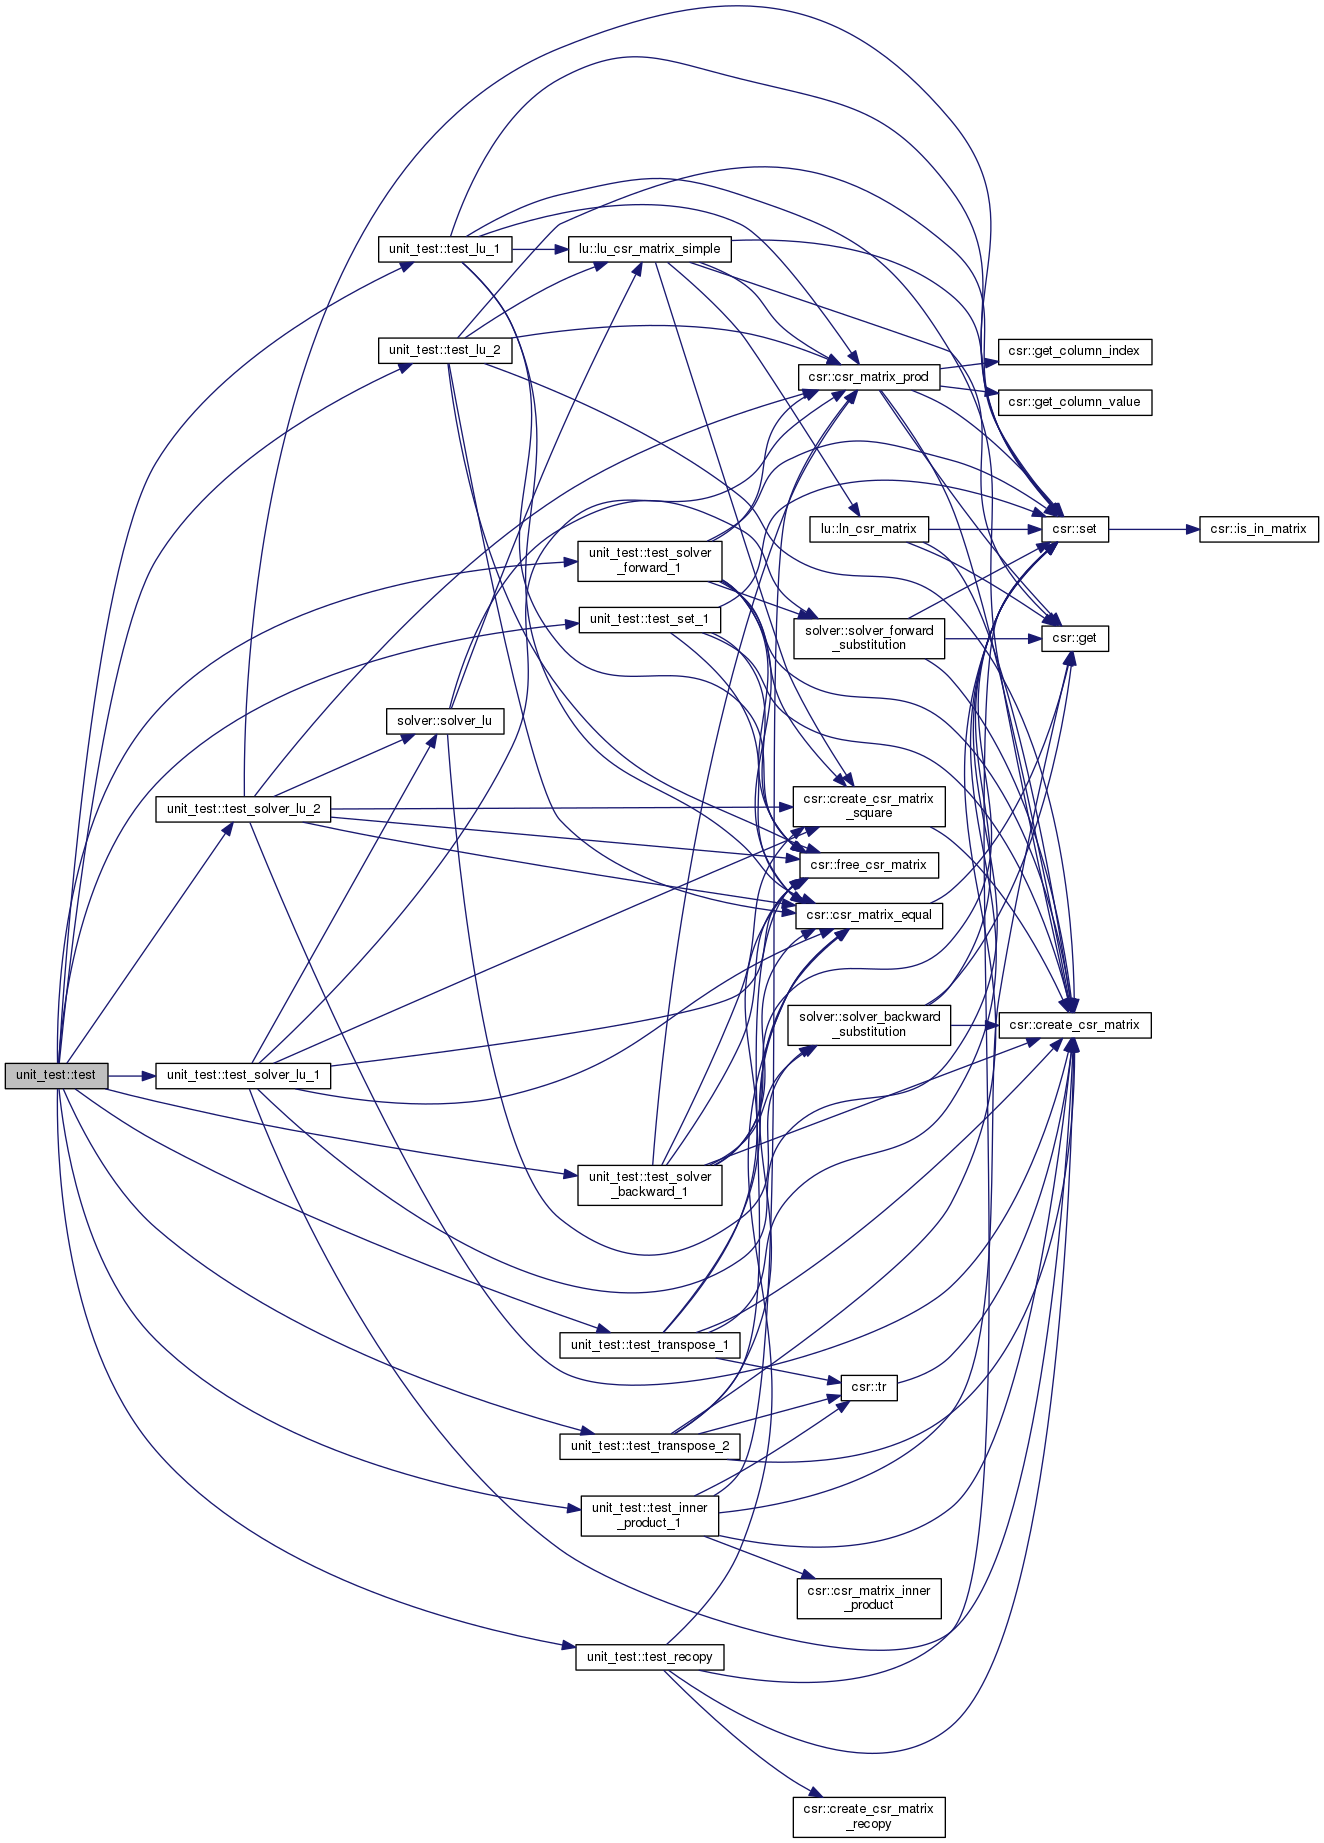 unit_test::test_lu_1
lu::lu_csr_matrix_simple
unit_test::test_lu_2
csr::get_column_index
csr::csr_matrix_prod
csr::get_column_value
lu::ln_csr_matrix
csr::set
csr::is_in_matrix
unit_test::test_solver
_forward_1
unit_test::test_set_1
solver::solver_forward
_substitution
csr::get
solver::solver_lu
unit_test::test_solver_lu_2
csr::create_csr_matrix
_square
csr::free_csr_matrix
csr::csr_matrix_equal
solver::solver_backward
_substitution
csr::create_csr_matrix
unit_test::test
unit_test::test_solver_lu_1
unit_test::test_solver
_backward_1
unit_test::test_transpose_1
csr::tr
unit_test::test_transpose_2
unit_test::test_inner
_product_1
csr::csr_matrix_inner
_product
unit_test::test_recopy
csr::create_csr_matrix
_recopy